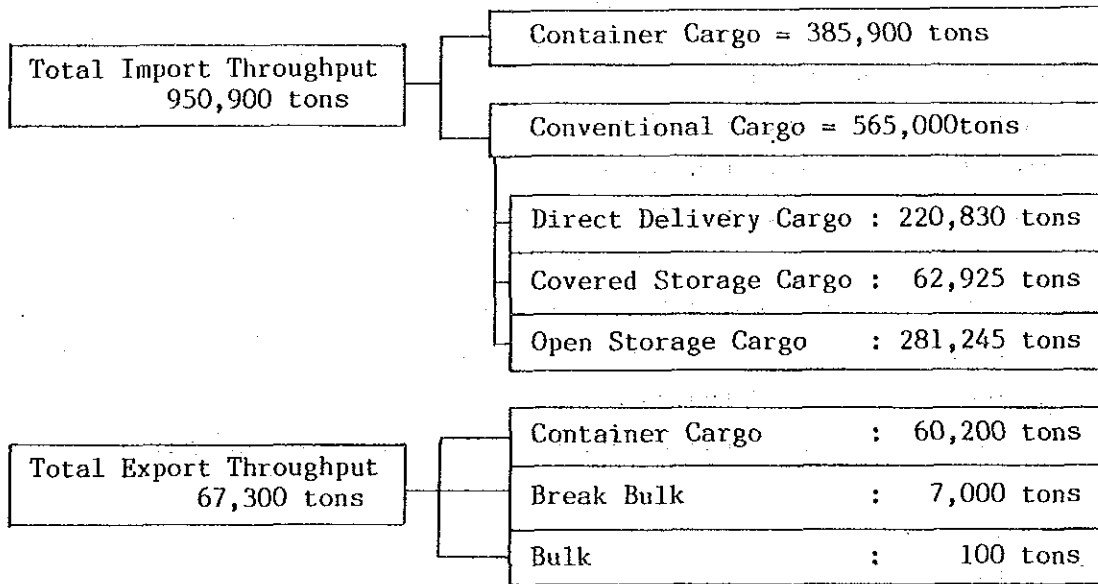 Total Import Throughput
950,900 tons
Container Cargo = 385,900 tons
Conventional Cargo = 565,000tons
Direct Delivery Cargo : 220,830 tons
Covered Storage Cargo : 62,925 tons
Open Storage Cargo : 281,245 tons
Total Export Throughput
67,300 tons
Container Cargo : 60,200 tons
Break Bulk : 7,000 tons
Bulk : 100 tons